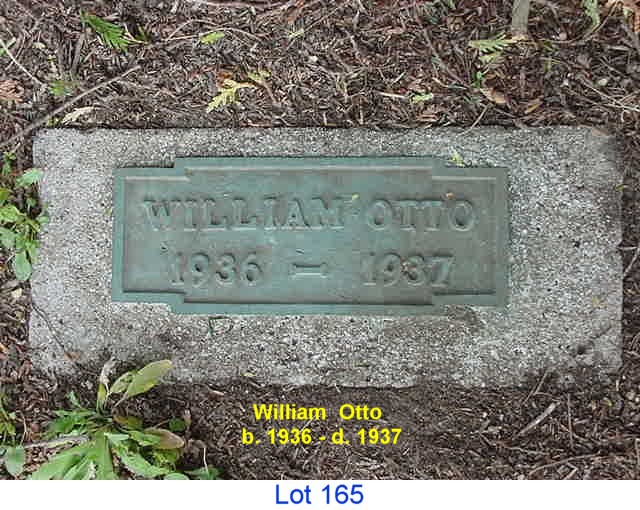 WILLIAM OTTO
1936 — 1937
William Otto
b. 1936 - d. 1937
Lot 165